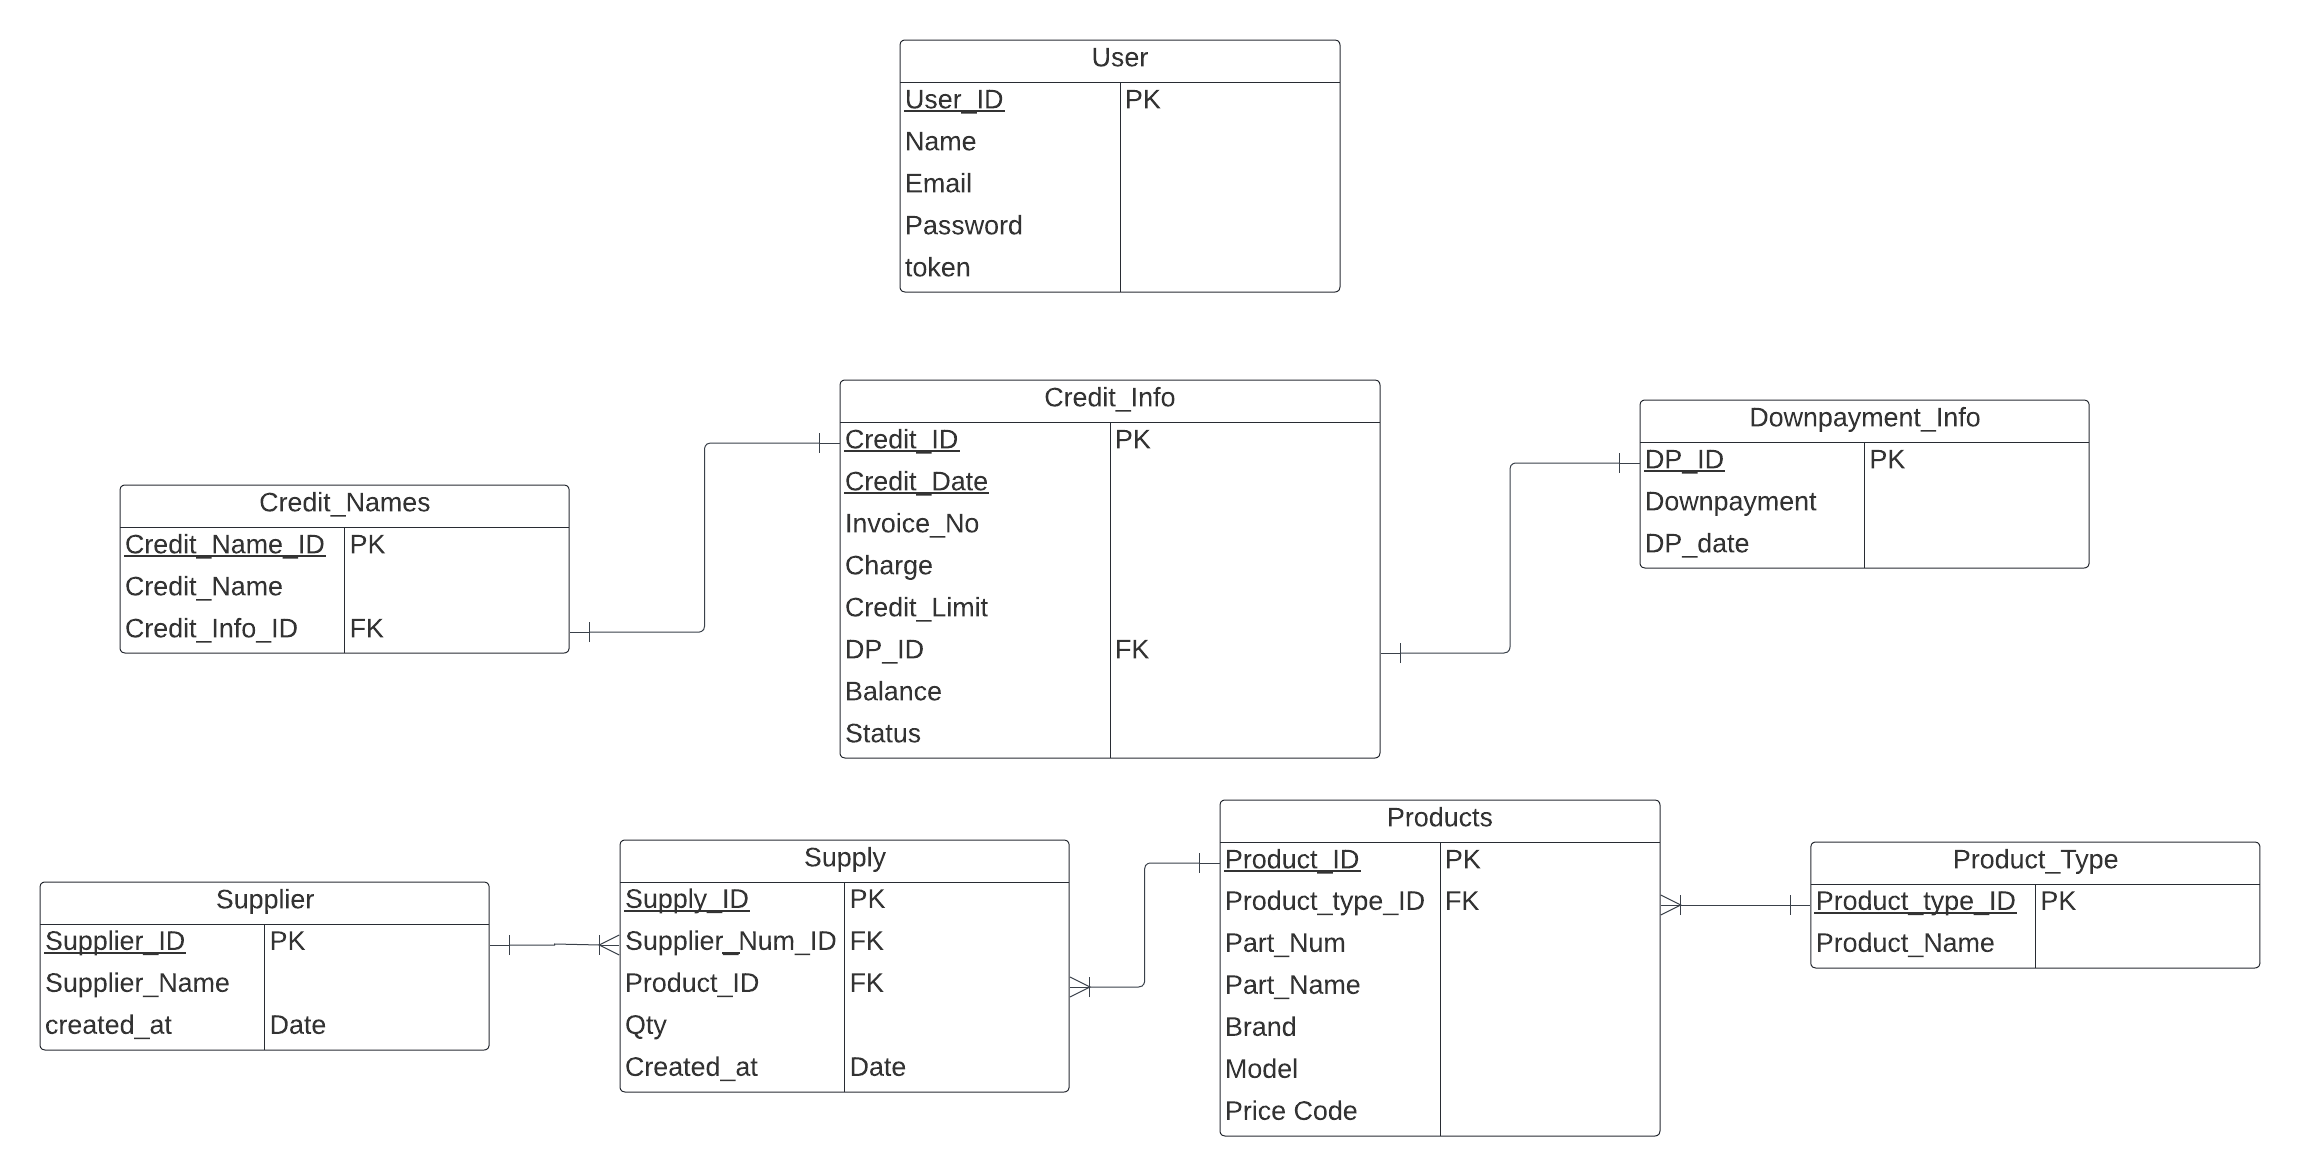 User
User_ID PK
Name
Email
Password
token
Credit_Info
Credit_ID PK
Credit_Date
Invoice_No
Charge
Credit_Limit
DP_ID FK
Balance
Status
Downpayment_Info
DP_ID PK
Downpayment
DP_date
Credit_Names
Credit_Name_ID PK
Credit_Name
Credit_Info_ID FK
Supplier
Supplier_ID PK
Supplier_Name
created_at Date
Supply
Supply_ID PK
Supplier_Num_ID FK
Product_ID FK
Qty
Created_at Date
Products
Product_ID PK
Product_type_ID FK
Part_Num
Part_Name
Brand
Model
Price Code
Product_Type
Product_type_ID PK
Product_Name